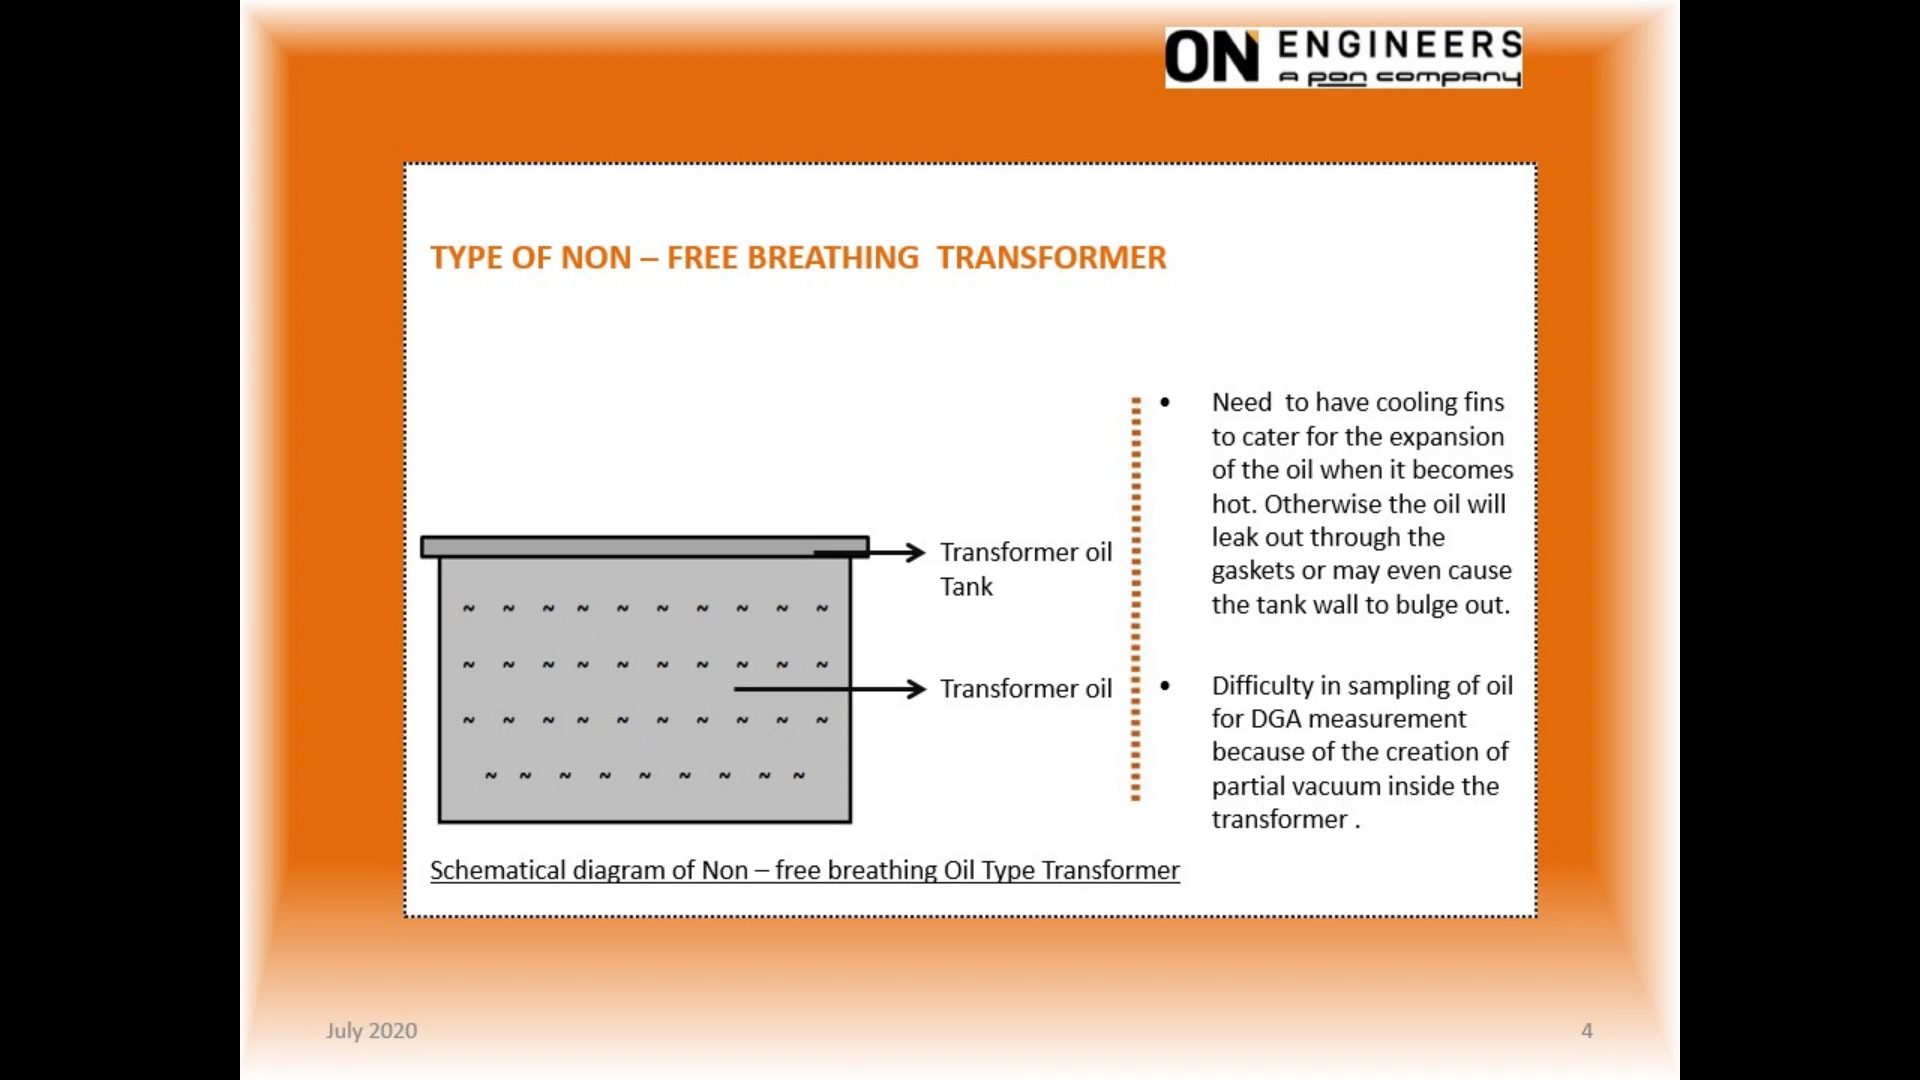 ON ENGINEERS
a pon company
TYPE OF NON – FREE BREATHING TRANSFORMER
Transformer oil
Tank
Transformer oil
Schematical diagram of Non – free breathing Oil Type Transformer
• Need to have cooling fins
to cater for the expansion
of the oil when it becomes
hot. Otherwise the oil will
leak out through the
gaskets or may even cause
the tank wall to bulge out.
• Difficulty in sampling of oil
for DGA measurement
because of the creation of
partial vacuum inside the
transformer .
July 2020
4